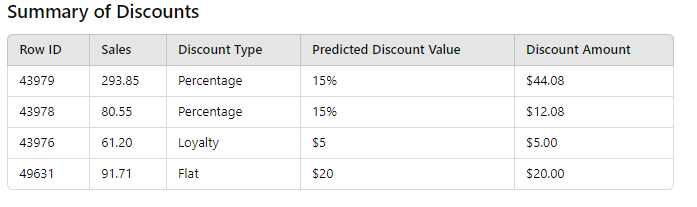 Summary of Discounts
Row ID Sales Discount Type Predicted Discount Value Discount Amount
43979 293.85 Percentage 15% $44.08
43978 80.55 Percentage 15% $12.08
43976 61.20 Loyalty $5 $5.00
49631 91.71 Flat $20 $20.00